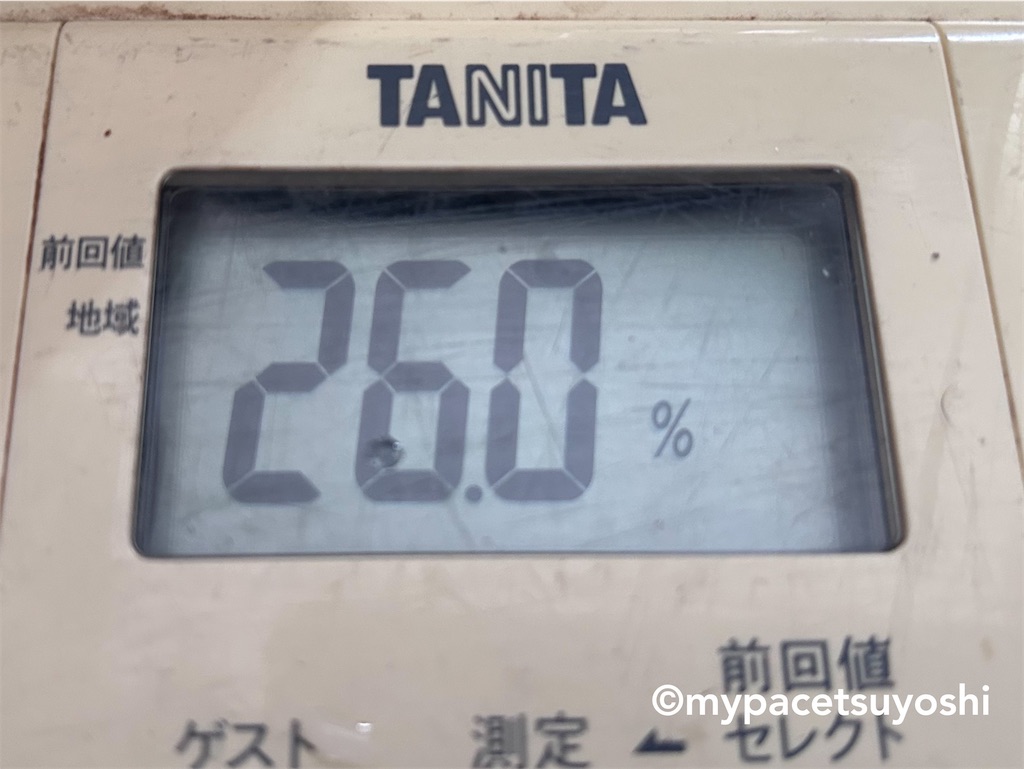 TANITA
前回値
地域
26.0 %
前回値
©mypacetsuyoshi
ゲスト 測定 セレクト